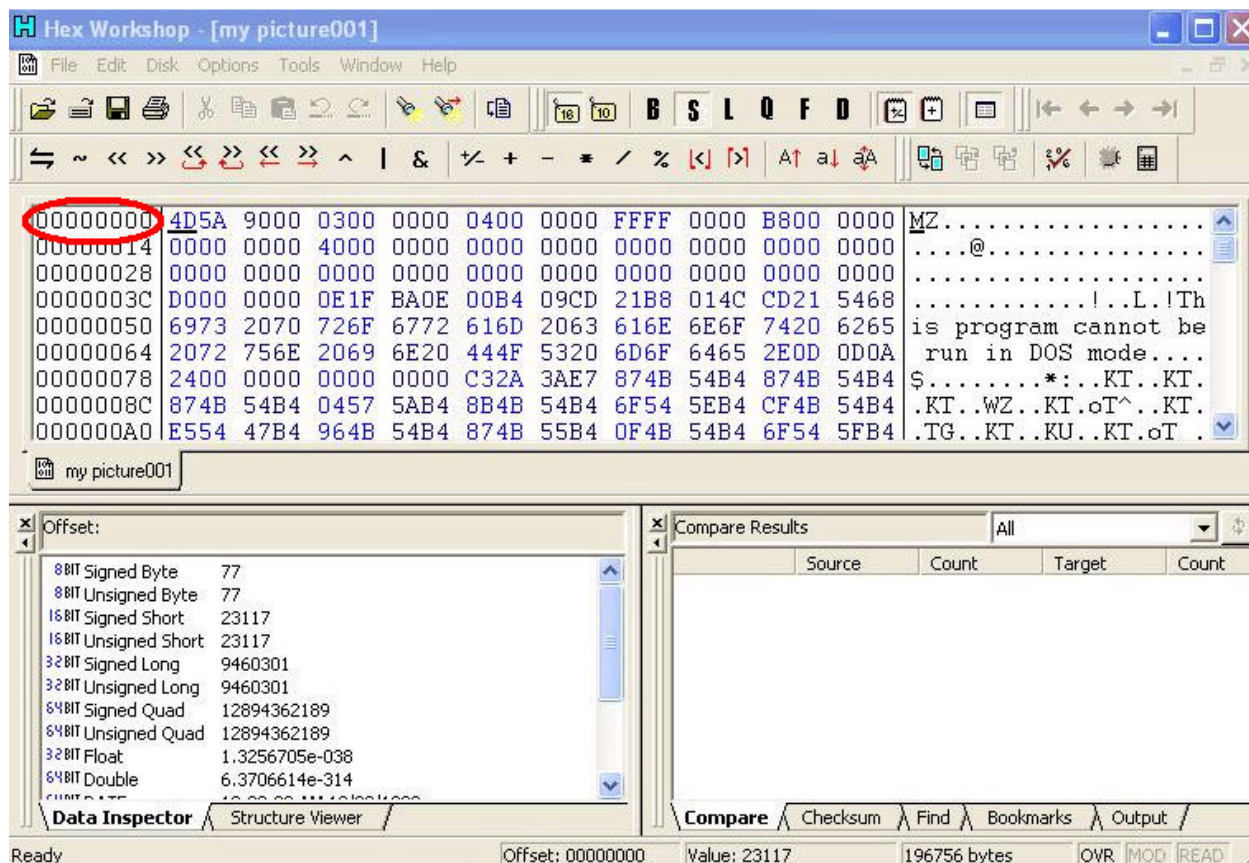 Hex Workshop - [my picture001]
File Edit Disk Options Tools Window Help
16 10 B S L Q F D
~ << >> << >> << >> ^ | & +/- + - * / % A↑ a↓
00000000 4D5A 9000 0300 0000 0400 0000 FFFF 0000 B800 0000 MZ..................
00000014 0000 0000 4000 0000 0000 0000 0000 0000 0000 0000 ....@...............
00000028 0000 0000 0000 0000 0000 0000 0000 0000 0000 0000 ....................
0000003C D000 0000 0E1F BA0E 00B4 09CD 21B8 014C CD21 5468 ............!..L.!Th
00000050 6973 2070 726F 6772 616D 2063 616E 6E6F 7420 6265 is program cannot be
00000064 2072 756E 2069 6E20 444F 5320 6D6F 6465 2E0D 0D0A run in DOS mode....
00000078 2400 0000 0000 0000 C32A 3AE7 874B 54B4 874B 54B4 $........*:..KT..KT.
0000008C 874B 54B4 0457 5AB4 8B4B 54B4 6F54 5EB4 CF4B 54B4 .KT..WZ..KT.oT^..KT.
000000A0 E554 47B4 964B 54B4 874B 55B4 0F4B 54B4 6F54 5FB4 .TG..KT..KU..KT.oT_.
my picture001
Offset:
8BIT Signed Byte 77
8BIT Unsigned Byte 77
16BIT Signed Short 23117
16BIT Unsigned Short 23117
32BIT Signed Long 9460301
32BIT Unsigned Long 9460301
64BIT Signed Quad 12894362189
64BIT Unsigned Quad 12894362189
32BIT Float 1.3256705e-038
64BIT Double 6.3706614e-314
Data Inspector Structure Viewer
Compare Results All
Source Count Target Count
Compare Checksum Find Bookmarks Output
Ready Offset: 00000000 Value: 23117 196756 bytes OVR MOD READ